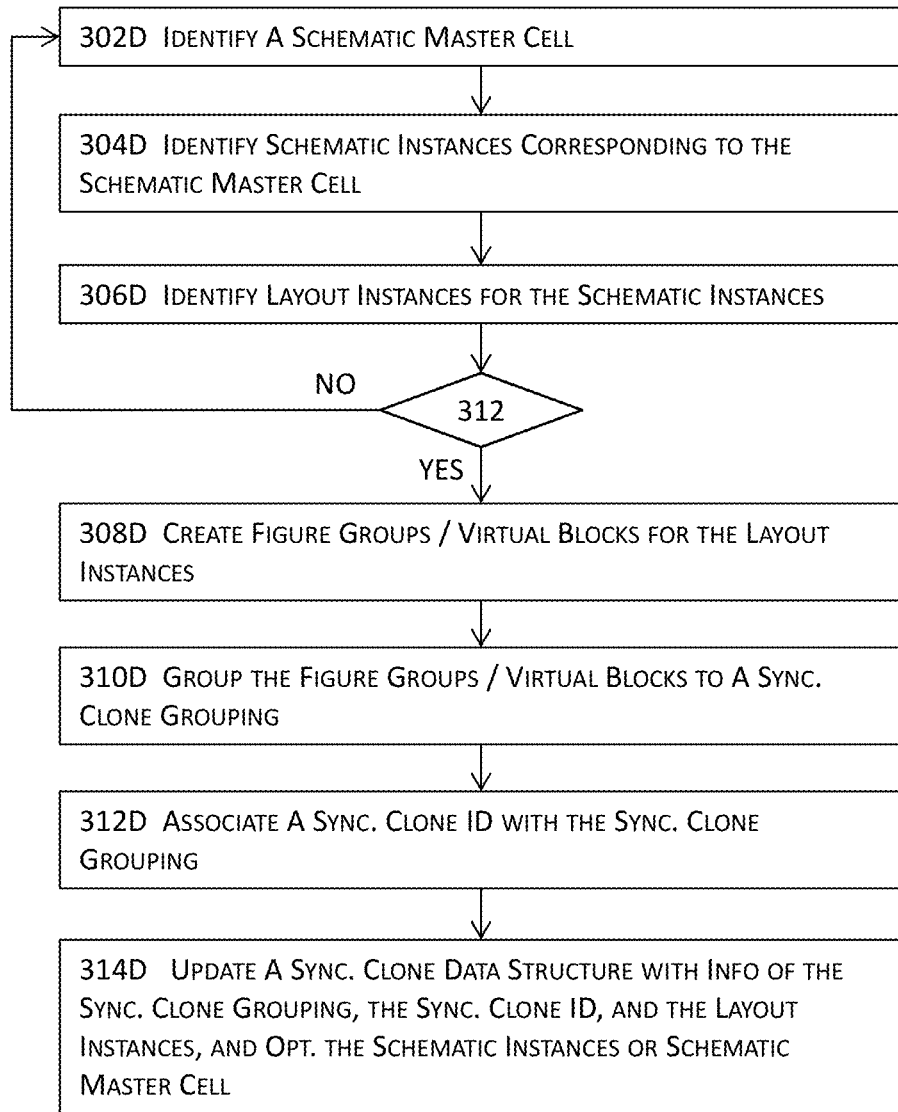 302D IDENTIFY A SCHEMATIC MASTER CELL
304D IDENTIFY SCHEMATIC INSTANCES CORRESPONDING TO THE
SCHEMATIC MASTER CELL
306D IDENTIFY LAYOUT INSTANCES FOR THE SCHEMATIC INSTANCES
NO
312
YES
308D CREATE FIGURE GROUPS / VIRTUAL BLOCKS FOR THE LAYOUT
INSTANCES
310D GROUP THE FIGURE GROUPS / VIRTUAL BLOCKS TO A SYNC.
CLONE GROUPING
312D ASSOCIATE A SYNC. CLONE ID WITH THE SYNC. CLONE
GROUPING
314D UPDATE A SYNC. CLONE DATA STRUCTURE WITH INFO OF THE
SYNC. CLONE GROUPING, THE SYNC. CLONE ID, AND THE LAYOUT
INSTANCES, AND OPT. THE SCHEMATIC INSTANCES OR SCHEMATIC
MASTER CELL